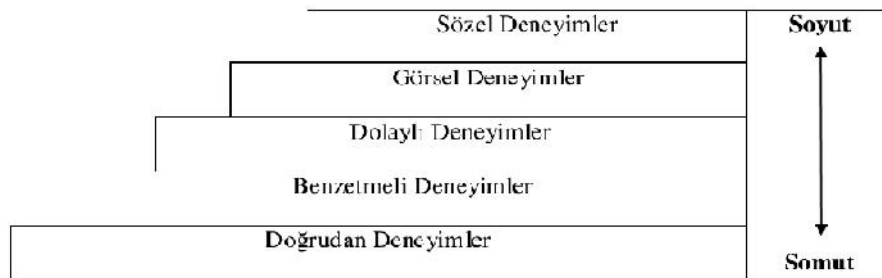 Sözel Deneyimler
Soyut
Görsel Deneyimler
Dolaylı Deneyimler
Benzetmeli Deneyimler
Doğrudan Deneyimler
Somut